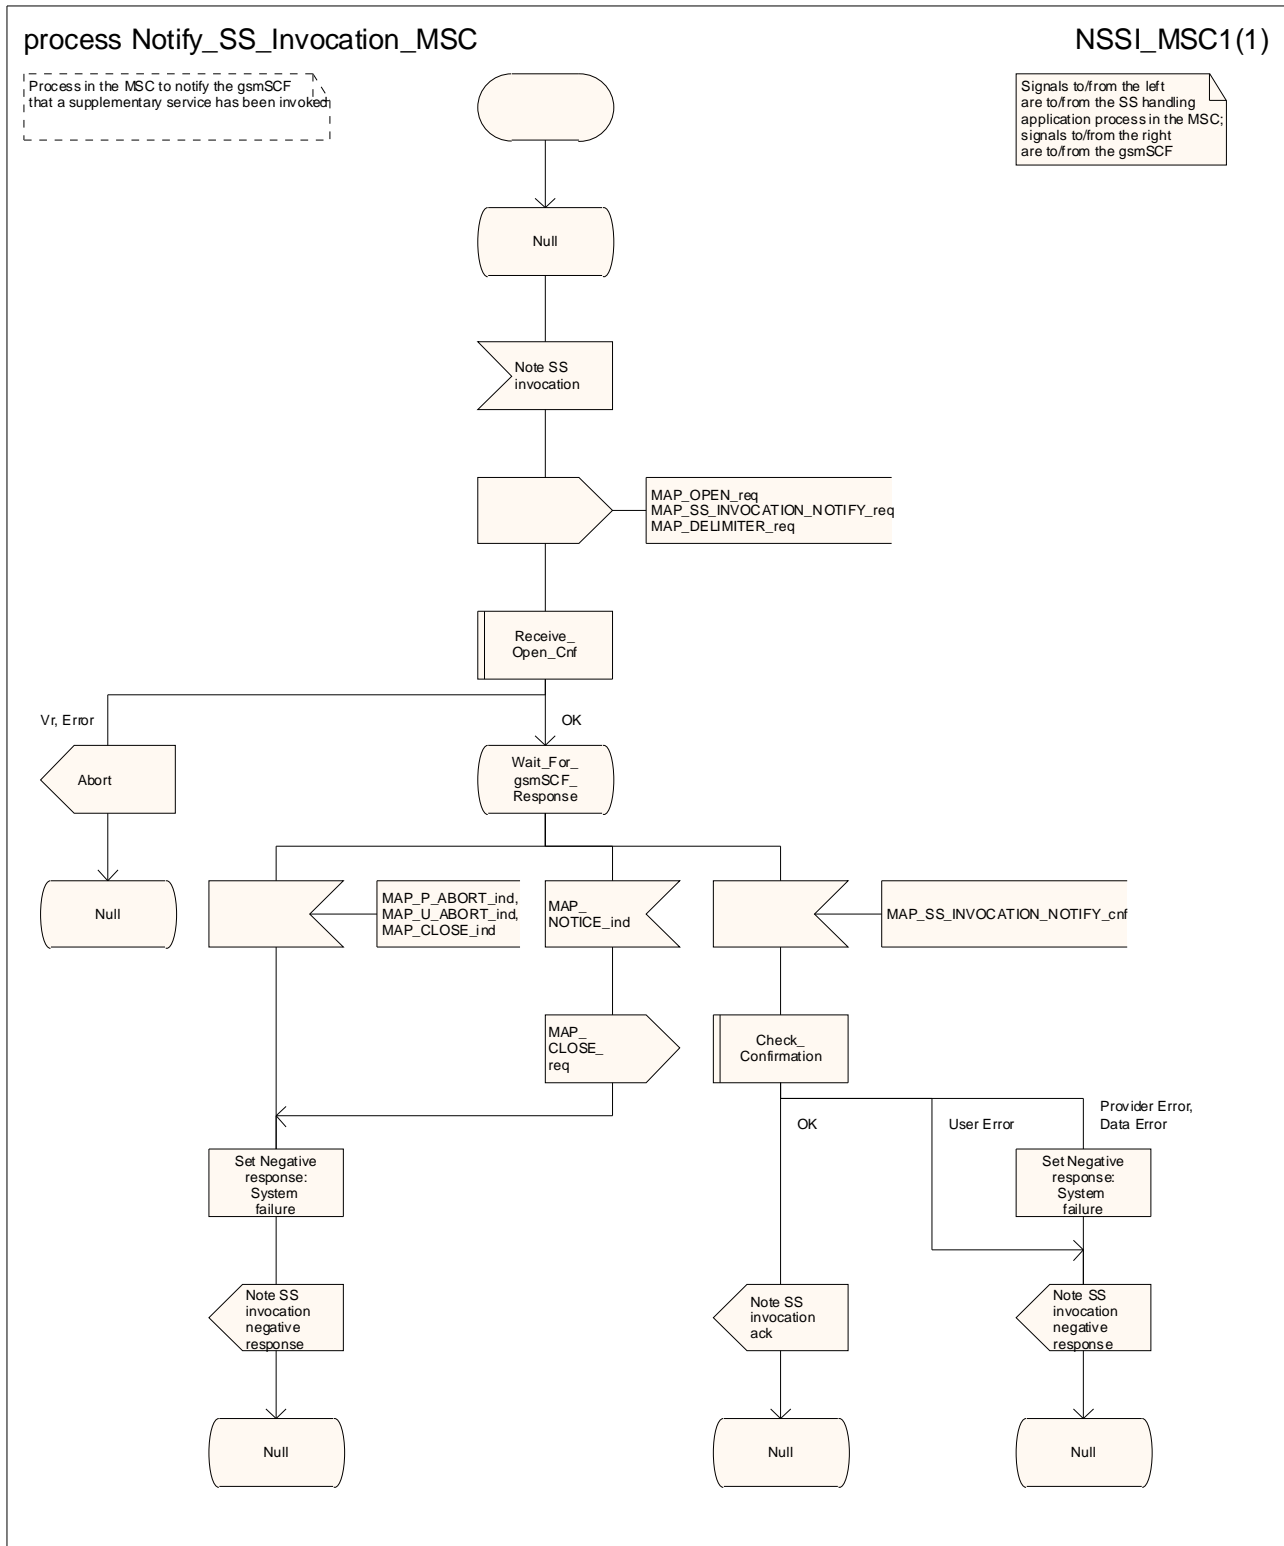 process Notify_SS_Invocation_MSC
NSSI_MSC1(1)
Process in the MSC to notify the gsmSCF
that a supplementary service has been invoked
Signals to/from the left
are to/from the SS handling
application process in the MSC;
signals to/from the right
are to/from the gsmSCF
Null
Note SS
invocation
MAP_OPEN_req
MAP_SS_INVOCATION_NOTIFY_req
MAP_DELIMITER_req
Receive_
Open_Cnf
Vr, Error
OK
Abort
Wait_For_
gsmSCF_
Response
Null
MAP_P_ABORT_ind,
MAP_U_ABORT_ind,
MAP_CLOSE_ind
MAP_
NOTICE_ind
MAP_SS_INVOCATION_NOTIFY_cnf
MAP_
CLOSE_
req
Check_
Confirmation
OK
User Error
Provider Error,
Data Error
Set Negative
response:
System
failure
Set Negative
response:
System
failure
Note SS
invocation
negative
response
Note SS
invocation
ack
Note SS
invocation
negative
response
Null
Null
Null